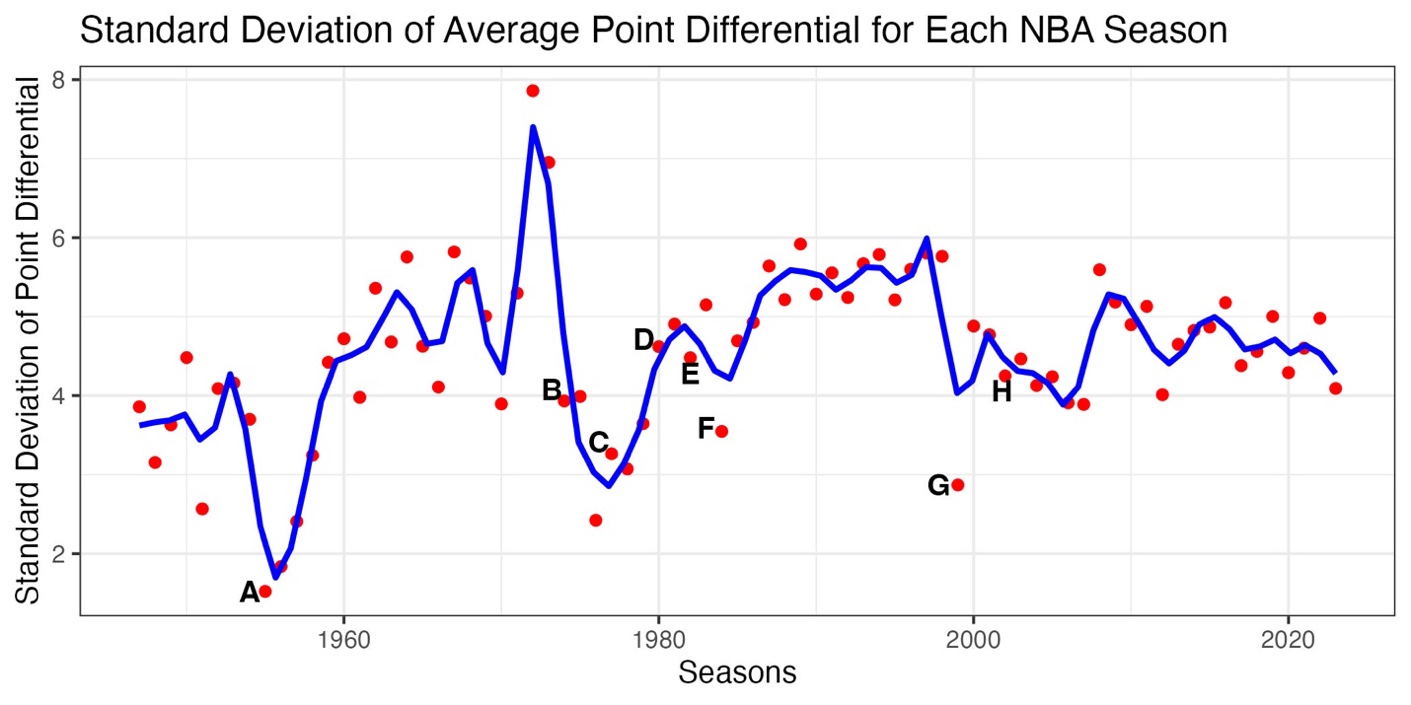 Standard Deviation of Average Point Differential for Each NBA Season
Standard Deviation of Point Differential
8
6
4
2
A
B
C
D
E
F
G
H
1960
1980
2000
2020
Seasons